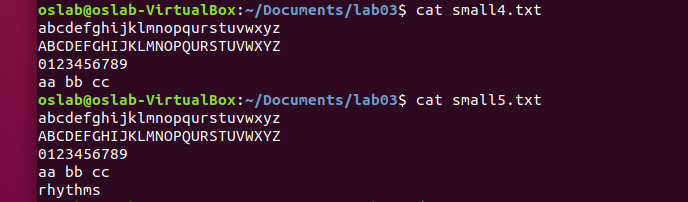 oslab@oslab-VirtualBox:~/Documents/lab03$ cat small4.txt
abcdefghijklmnopqurstuvwxyz
ABCDEFGHIJKLMNOPQURSTUVWXYZ
0123456789
aa bb cc
oslab@oslab-VirtualBox:~/Documents/lab03$ cat small5.txt
abcdefghijklmnopqurstuvwxyz
ABCDEFGHIJKLMNOPQURSTUVWXYZ
0123456789
aa bb cc
rhythms